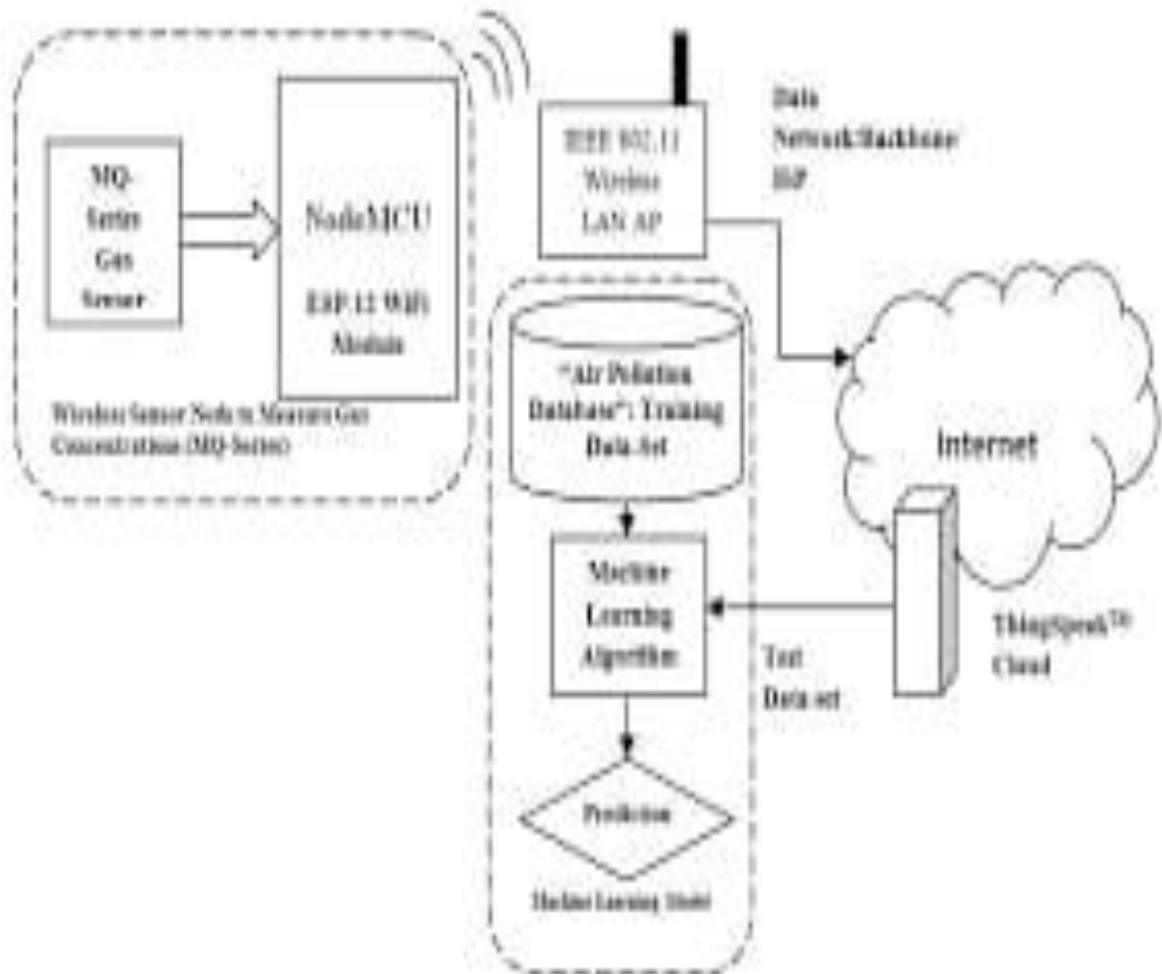 MQ-
Series
Gas
Sensor
NodeMCU
ESP 12 WiFi
Module
Wireless Sensor Node to Measure Gas
Concentrations (MQ-Series)
IEEE 802.11
Wireless
LAN AP
Data
Network/Backbone
ISP
"Air Pollution
Database": Training
Data Set
Machine
Learning
Algorithm
Prediction
Machine Learning Model
Internet
ThingSpeak™
Cloud
Test
Data set